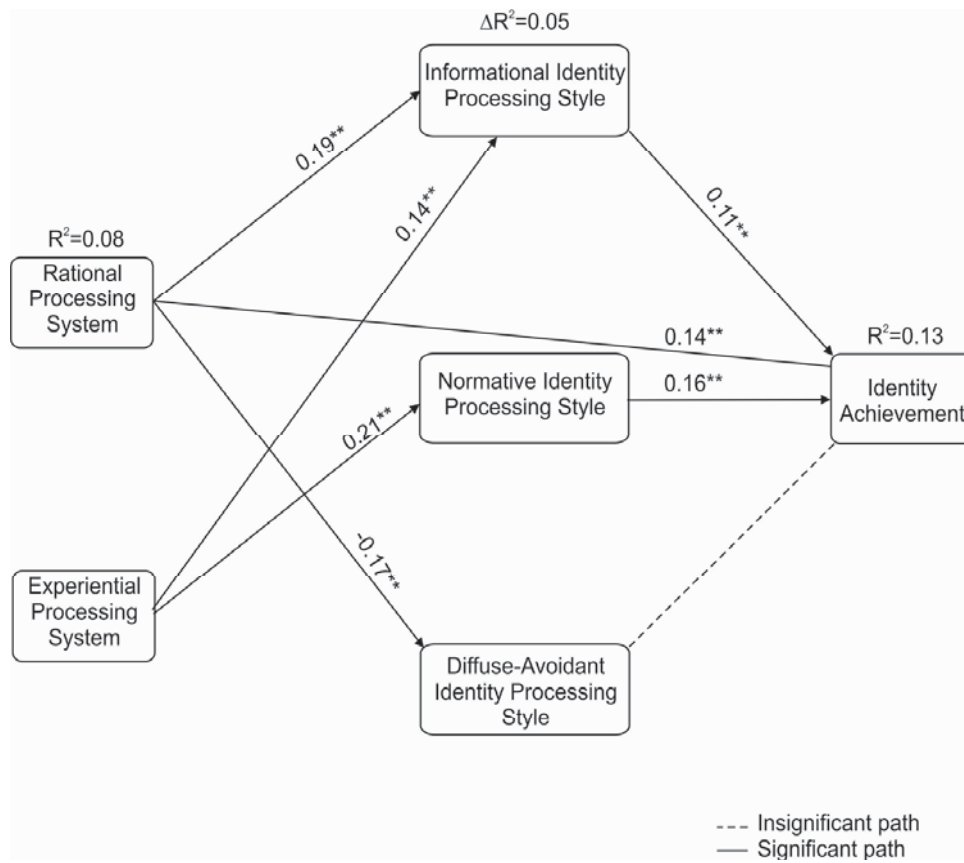 ΔR²=0.05
Informational Identity
Processing Style
0.19**
0.14**
0.11**
R²=0.08
Rational
Processing
System
0.14**
R²=0.13
Identity
Achievement
Normative Identity
Processing Style
0.16**
0.21**
-0.17**
Experiential
Processing
System
Diffuse-Avoidant
Identity Processing
Style
Insignificant path
Significant path